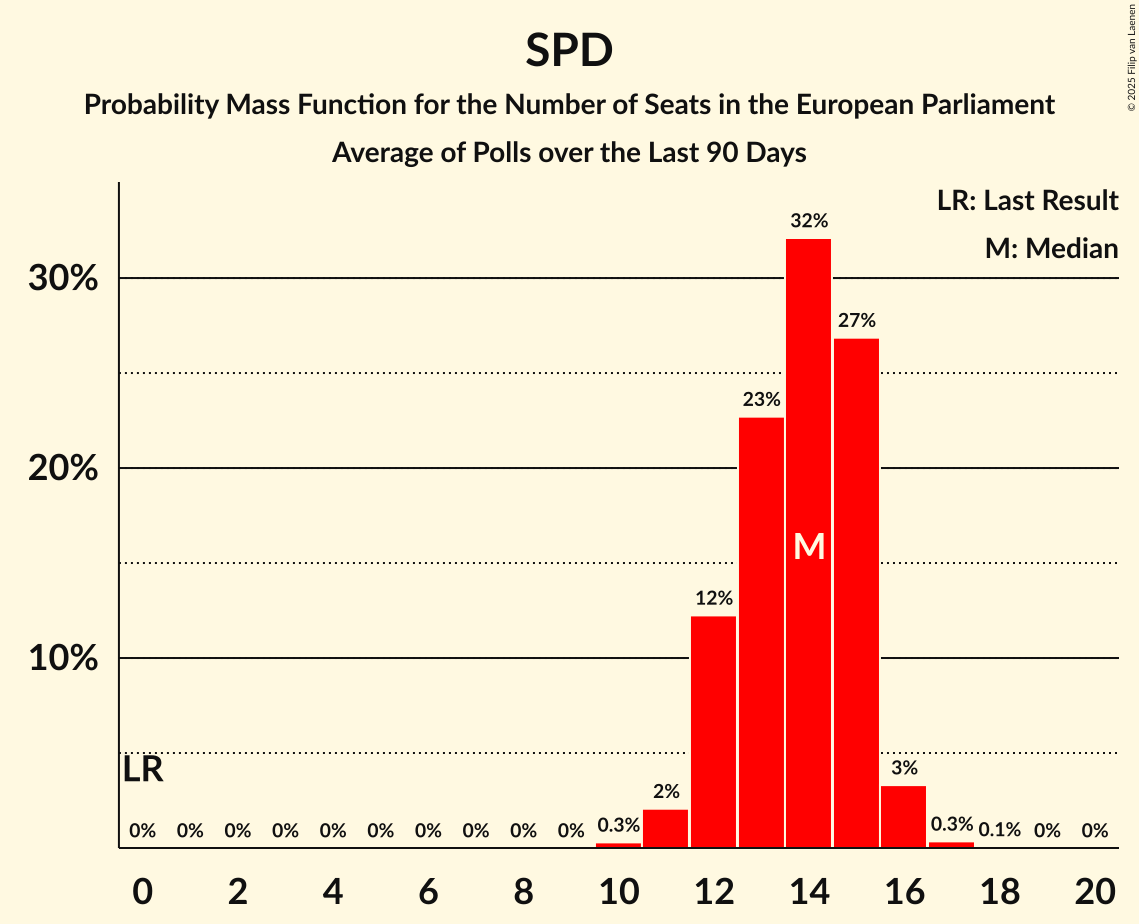 SPD
Probability Mass Function for the Number of Seats in the European Parliament
Average of Polls over the Last 90 Days
© 2025 Filip van Laenen
LR: Last Result
M: Median
30%
20%
10%
LR
M
0% 0% 0% 0% 0% 0% 0% 0% 0% 0% 0.3% 2% 12% 23% 32% 27% 3% 0.3% 0.1% 0% 0%
0 2 4 6 8 10 12 14 16 18 20